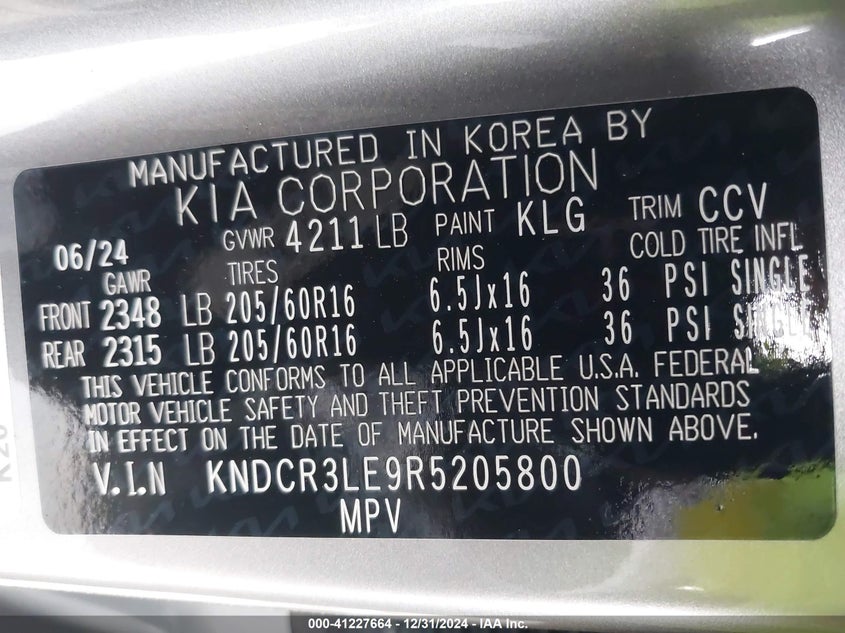 MANUFACTURED IN KOREA BY
KIA CORPORATION
06/24 GVWR 4211 LB PAINT KLG TRIM CCV
GAWR TIRES RIMS COLD TIRE INFL
FRONT 2348 LB 205/60R16 6.5Jx16 36 PSI SINGLE
REAR 2315 LB 205/60R16 6.5Jx16 36 PSI SINGLE
THIS VEHICLE CONFORMS TO ALL APPLICABLE U.S.A. FEDERAL
MOTOR VEHICLE SAFETY AND THEFT PREVENTION STANDARDS
IN EFFECT ON THE DATE OF MANUFACTURE SHOWN ABOVE.
V.I.N KNDCR3LE9R5205800
MPV
000-41227664 - 12/31/2024 - IAA Inc.